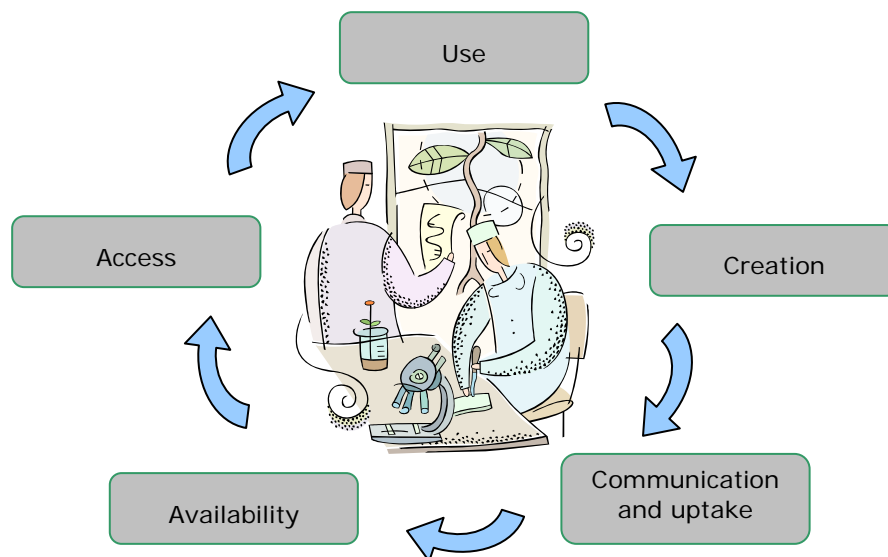 Use
Access
Creation
Communication
and uptake
Availability